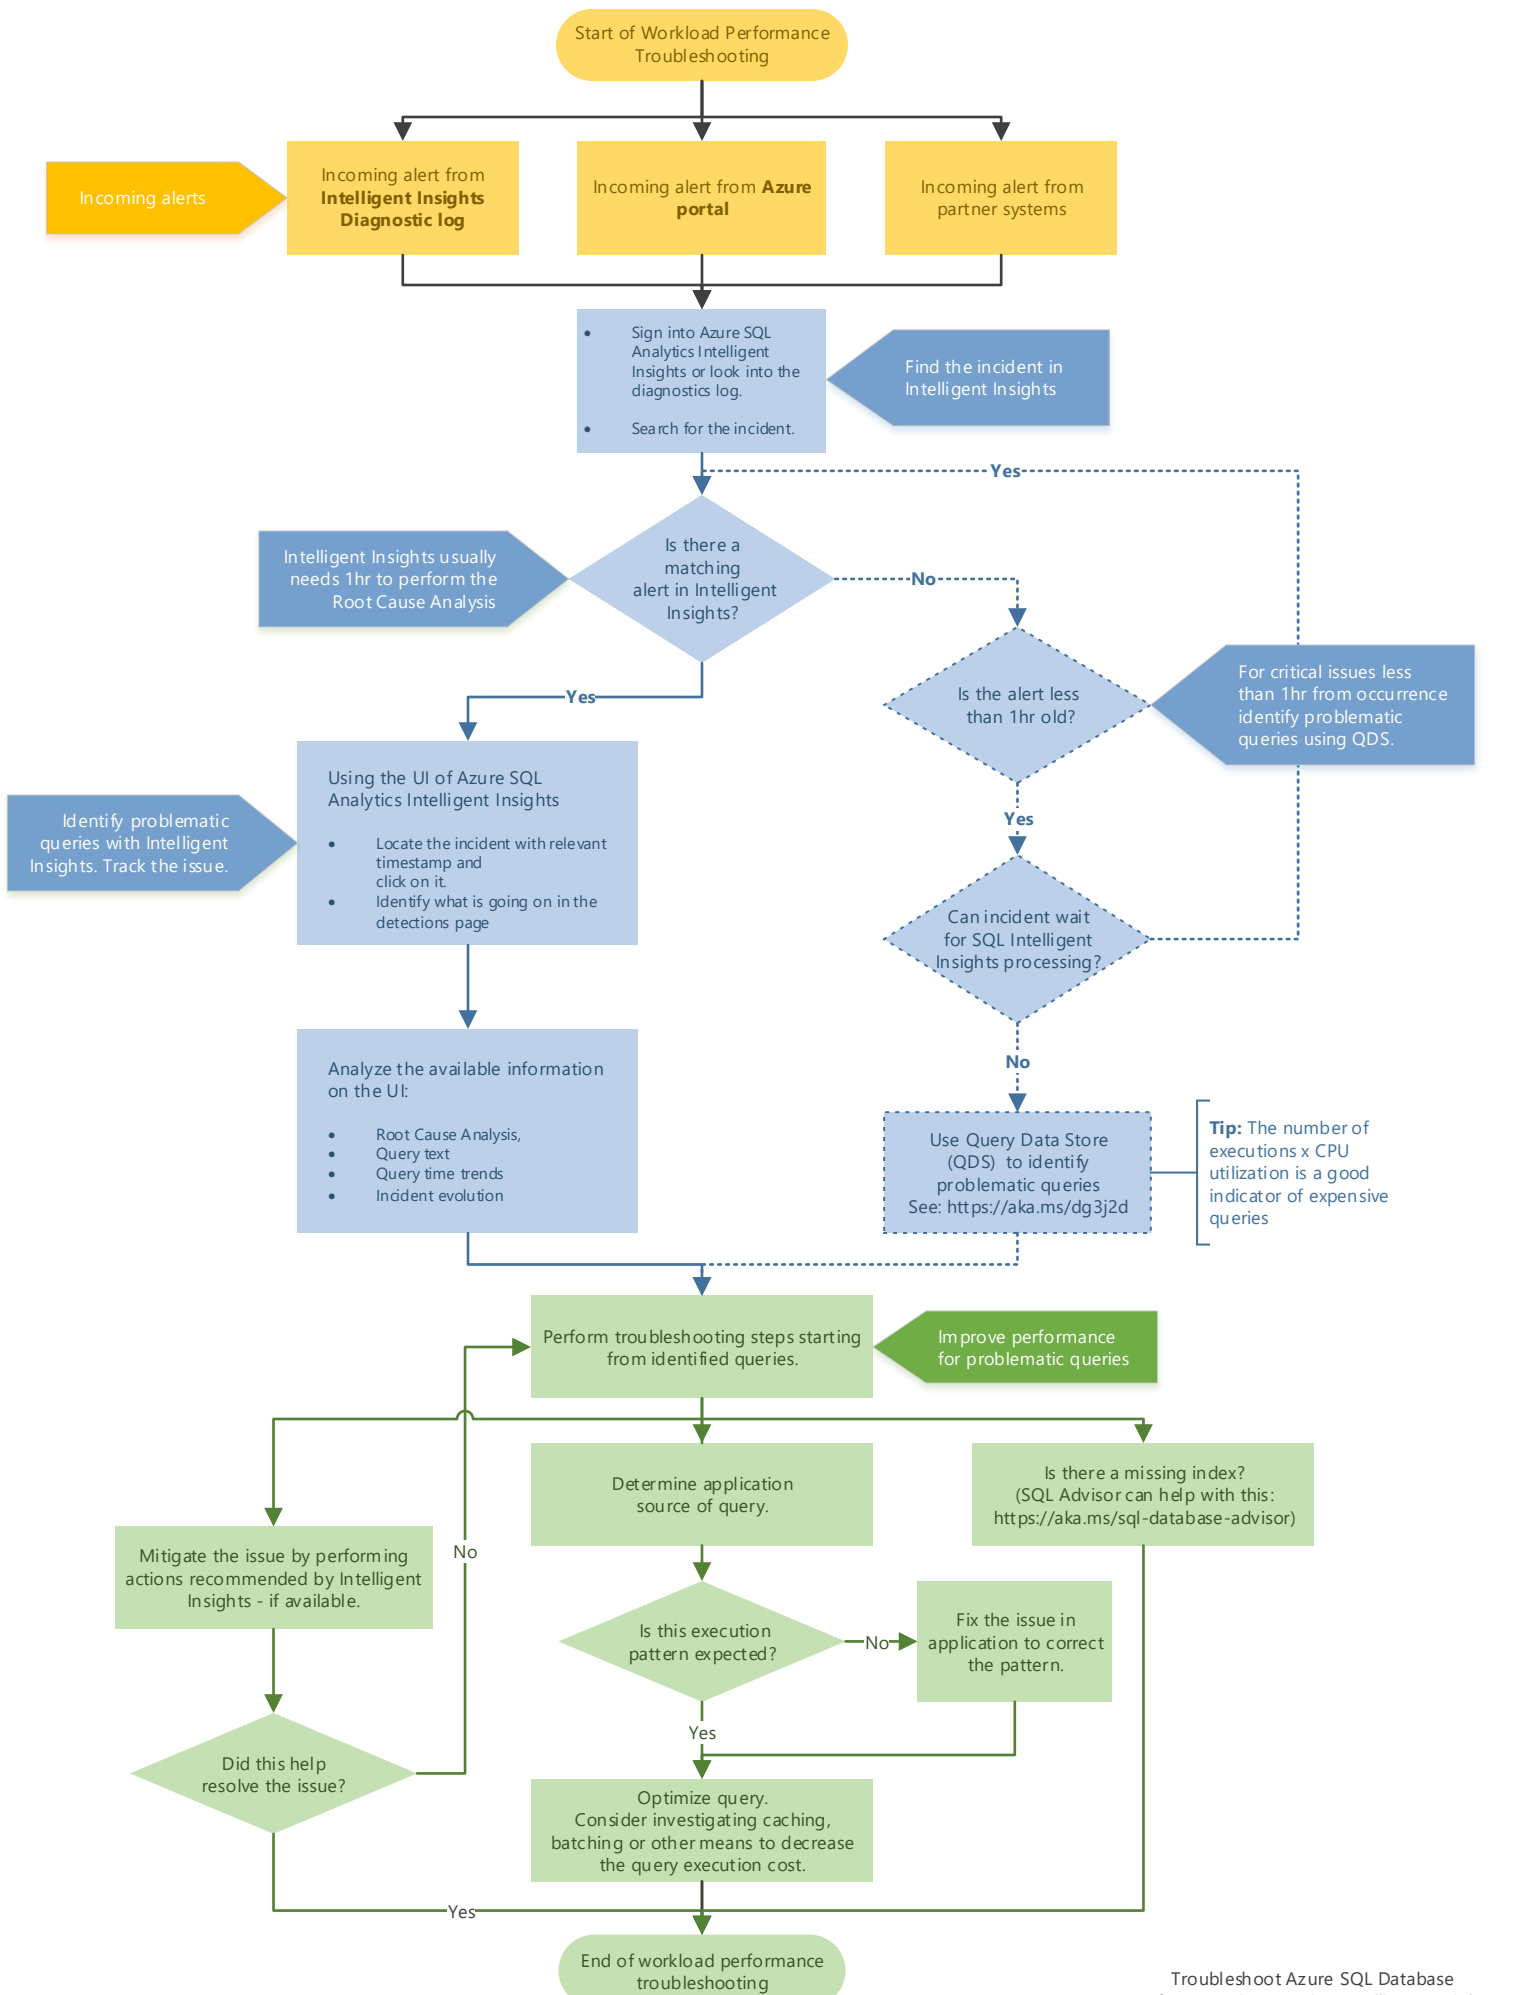 Start of Workload Performance
Troubleshooting
Incoming alerts
Incoming alert from
Intelligent Insights
Diagnostic log
Incoming alert from Azure
portal
Incoming alert from
partner systems
• Sign into Azure SQL
Analytics Intelligent
Insights or look into the
diagnostics log.
• Search for the incident.
Find the incident in
Intelligent Insights
Yes
Intelligent Insights usually
needs 1hr to perform the
Root Cause Analysis
Is there a
matching
alert in Intelligent
Insights?
No
Yes
Is the alert less
than 1hr old?
For critical issues less
than 1hr from occurrence
identify problematic
queries using QDS.
Identify problematic
queries with Intelligent
Insights. Track the issue.
Using the UI of Azure SQL
Analytics Intelligent Insights
• Locate the incident with relevant
timestamp and
click on it.
• Identify what is going on in the
detections page
Yes
Can incident wait
for SQL Intelligent
Insights processing?
No
Analyze the available information
on the UI:
• Root Cause Analysis,
• Query text
• Query time trends
• Incident evolution
Use Query Data Store
(QDS) to identify
problematic queries
See: https://aka.ms/dg3j2d
Tip: The number of
executions x CPU
utilization is a good
indicator of expensive
queries
Perform troubleshooting steps starting
from identified queries.
Improve performance
for problematic queries
Determine application
source of query.
Is there a missing index?
(SQL Advisor can help with this:
https://aka.ms/sql-database-advisor)
No
Mitigate the issue by performing
actions recommended by Intelligent
Insights - if available.
Is this execution
pattern expected?
No
Fix the issue in
application to correct
the pattern.
Yes
Did this help
resolve the issue?
Optimize query.
Consider investigating caching,
batching or other means to decrease
the query execution cost.
Yes
End of workload performance
troubleshooting
Troubleshoot Azure SQL Database